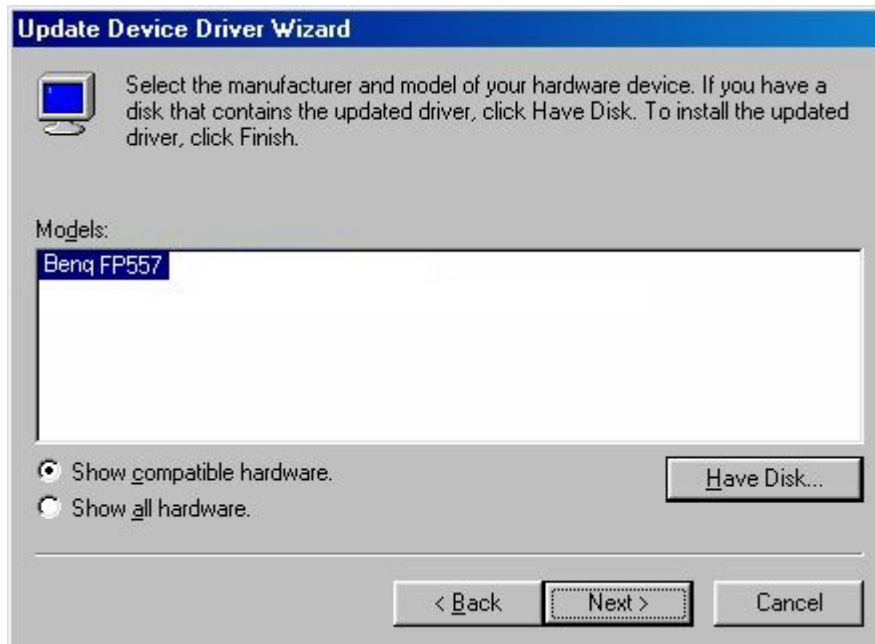 Update Device Driver Wizard
Select the manufacturer and model of your hardware device. If you have a
disk that contains the updated driver, click Have Disk. To install the updated
driver, click Finish.
Models:
Benq FP557
Show compatible hardware.
Have Disk...
Show all hardware.
< Back
Next >
Cancel